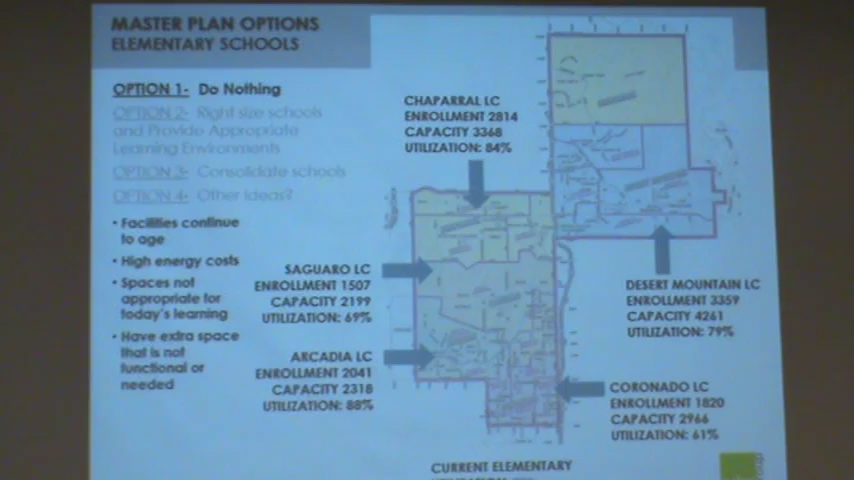 MASTER PLAN OPTIONS
ELEMENTARY SCHOOLS
OPTION 1- Do Nothing
OPTION 2- Right size schools
and Provide Appropriate
Learning Environments
OPTION 3- Consolidate schools
OPTION 4- Other Ideas?
• Facilities continue
to age
• High energy costs
• Spaces not
appropriate for
today's learning
• Have extra space
that is not
functional or
needed
CHAPARRAL LC
ENROLLMENT 2814
CAPACITY 3368
UTILIZATION: 84%
SAGUARO LC
ENROLLMENT 1507
CAPACITY 2199
UTILIZATION: 69%
ARCADIA LC
ENROLLMENT 2041
CAPACITY 2318
UTILIZATION: 88%
DESERT MOUNTAIN LC
ENROLLMENT 3359
CAPACITY 4261
UTILIZATION: 79%
CORONADO LC
ENROLLMENT 1820
CAPACITY 2966
UTILIZATION: 61%
CURRENT ELEMENTARY